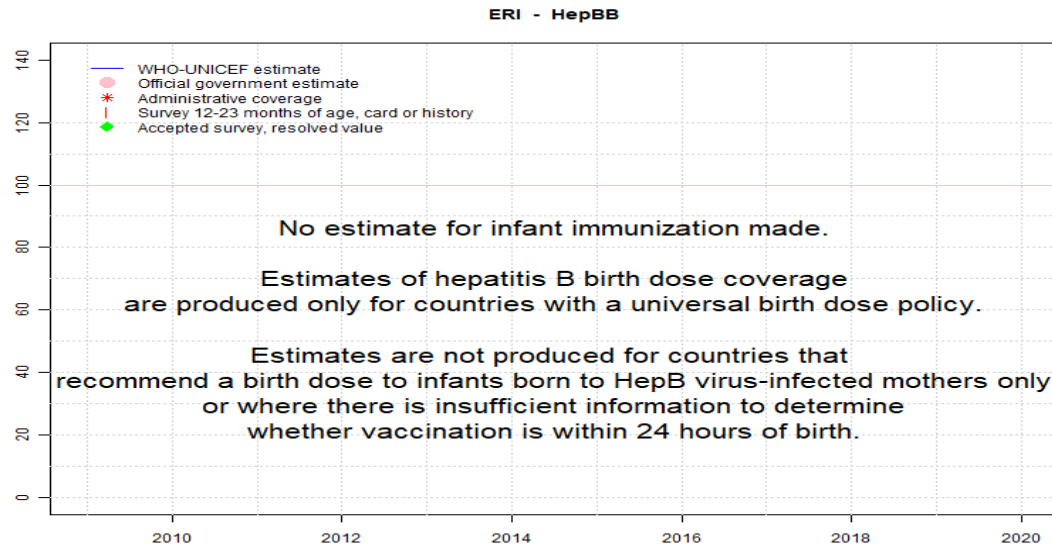 ERI - HepBB
140
120
100
80
60
40
20
0
WHO-UNICEF estimate
Official government estimate
Administrative coverage
Survey 12-23 months of age, card or history
Accepted survey, resolved value
No estimate for infant immunization made.
Estimates of hepatitis B birth dose coverage
are produced only for countries with a universal birth dose policy.
Estimates are not produced for countries that
recommend a birth dose to infants born to HepB virus-infected mothers only
or where there is insufficient information to determine
whether vaccination is within 24 hours of birth.
2010 2012 2014 2016 2018 2020